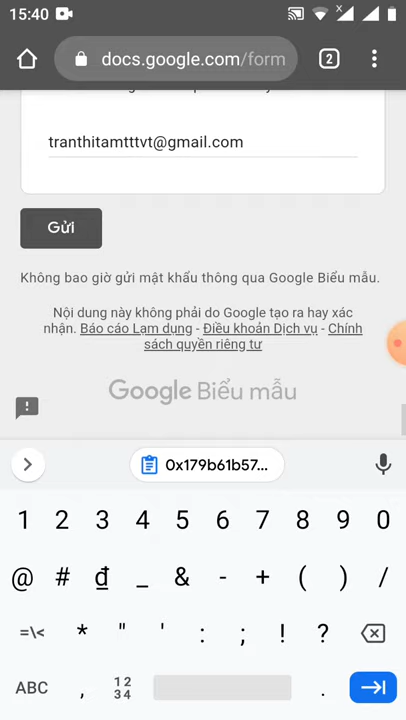 15:40
docs.google.com/form
2
tranthitamtttvt@gmail.com
Gửi
Không bao giờ gửi mật khẩu thông qua Google Biểu mẫu.
Nội dung này không phải do Google tạo ra hay xác
nhận. Báo cáo Lạm dụng - Điều khoản Dịch vụ - Chính
sách quyền riêng tư
Google Biểu mẫu
0x179b61b57...
1 2 3 4 5 6 7 8 9 0
@ # ₫ _ & - + ( ) /
=\< * " ' : ; ! ?
ABC , 12 .
34